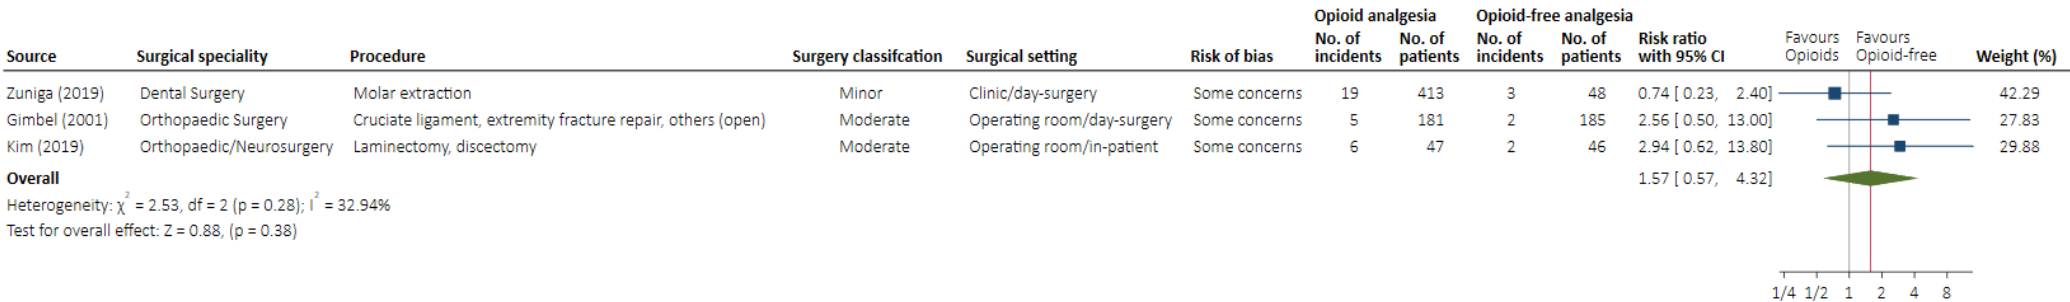 Opioid analgesia Opioid-free analgesia
No. of No. of No. of No. of Risk ratio Favours Favours
Source Surgical speciality Procedure Surgery classifcation Surgical setting Risk of bias incidents patients incidents patients with 95% CI Opioids Opioid-free Weight (%)
Zuniga (2019) Dental Surgery Molar extraction Minor Clinic/day-surgery Some concerns 19 413 3 48 0.74 [ 0.23, 2.40] 42.29
Gimbel (2001) Orthopaedic Surgery Cruciate ligament, extremity fracture repair, others (open) Moderate Operating room/day-surgery Some concerns 5 181 2 185 2.56 [ 0.50, 13.00] 27.83
Kim (2019) Orthopaedic/Neurosurgery Laminectomy, discectomy Moderate Operating room/in-patient Some concerns 6 47 2 46 2.94 [ 0.62, 13.80] 29.88
Overall 1.57 [ 0.57, 4.32]
Heterogeneity: χ² = 2.53, df = 2 (p = 0.28); I² = 32.94%
Test for overall effect: Z = 0.88, (p = 0.38)
1/4 1/2 1 2 4 8